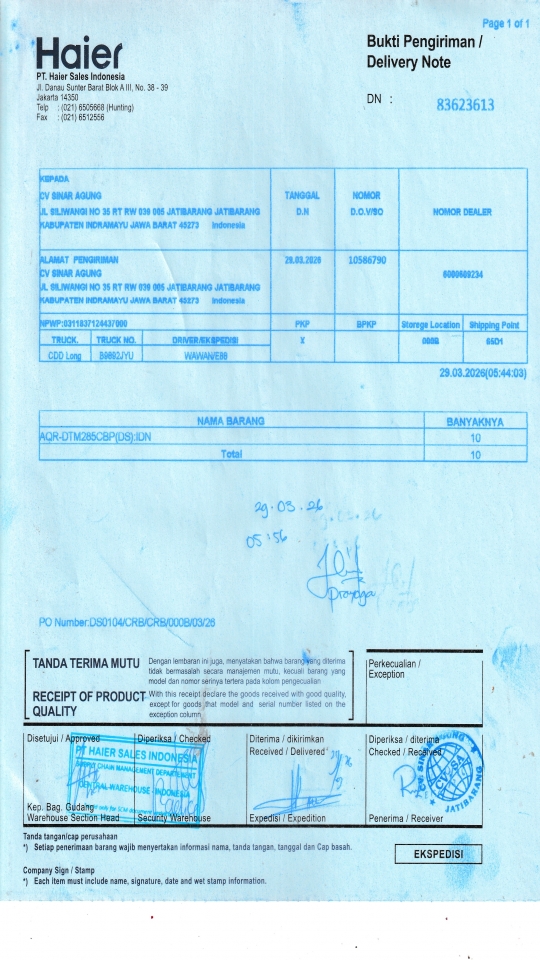 Page 1 of 1
Haier
PT. Haier Sales Indonesia
Jl. Danau Sunter Barat Blok A III, No. 38 - 39
Jakarta 14350
Telp : (021) 6505668 (Hunting)
Fax : (021) 6512556
Bukti Pengiriman /
Delivery Note
DN : 83623613
KEPADA
CV SINAR AGUNG
JL SILIWANGI NO 35 RT RW 036 005 JATIBARANG JATIBARANG
KABUPATEN INDRAMAYU JAWA BARAT 45273 Indonesia
TANGGAL
D.N
NOMOR
D.O./SO
NOMOR DEALER
ALAMAT PENGIRIMAN
CV SINAR AGUNG
JL SILIWANGI NO 35 RT RW 036 005 JATIBARANG JATIBARANG
KABUPATEN INDRAMAYU JAWA BARAT 45273 Indonesia
29.03.2026
10586790
NPWP:0311837124437000
PKP
BPKP
Storege Location
Shipping Point
TRUCK.
TRUCK NO.
DRIVER/EKSPEDISI
X
000B
CDD Long
B9892JYU
29.03.2026(05:44:03)
NAMA BARANG
BANYAKNYA
AQR-DTM285CBP(DS);IDN
10
Total
10
29.03.26
05:56
PO Number:DS0104/CRB/CRB/000B/03/26
TANDA TERIMA MUTU
Dengan lembaran ini juga, menyatakan bahwa barang yang diterima
tidak bermasalah secara manajemen mutu, kecuali barang yang
model dan nomor serinya tertera pada kolom pengecualian
RECEIPT OF PRODUCT
QUALITY
With this receipt declare the goods received with good quality,
except for goods that model and serial number listed on the
exception column
Perkecualian /
Exception
Disetujui / Approved
Diperiksa / Checked
Diterima / dikirimkan
Received / Delivered
Diperiksa / diterima
Checked / Received
PT HAIER SALES INDONESIA
SUPPLY CHAIN MANAGEMENT DEPARTEMENT
CENTRAL WAREHOUSE - INDONESIA
CV. SA
JATIBARANG
Kep. Bag. Gudang
Warehouse Section Head
Security Warehouse
Expedisi / Expedition
Penerima / Receiver
Tanda tangan/cap perusahaan
*) Setiap penerimaan barang wajib menyertakan informasi nama, tanda tangan, tanggal dan Cap basah.
EKSPEDISI
Company Sign / Stamp
*) Each item must include name, signature, date and wet stamp information.